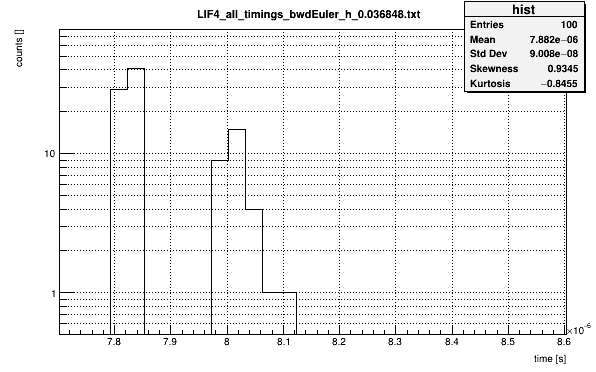 LIF4_all_timings_bwdEuler_h_0.036848.txt
hist
Entries 100
Mean 7.882e−06
Std Dev 9.008e−08
Skewness 0.9345
Kurtosis −0.8455
counts []
10
1
7.8 7.9 8 8.1 8.2 8.3 8.4 8.5 8.6
×10−6
time [s]